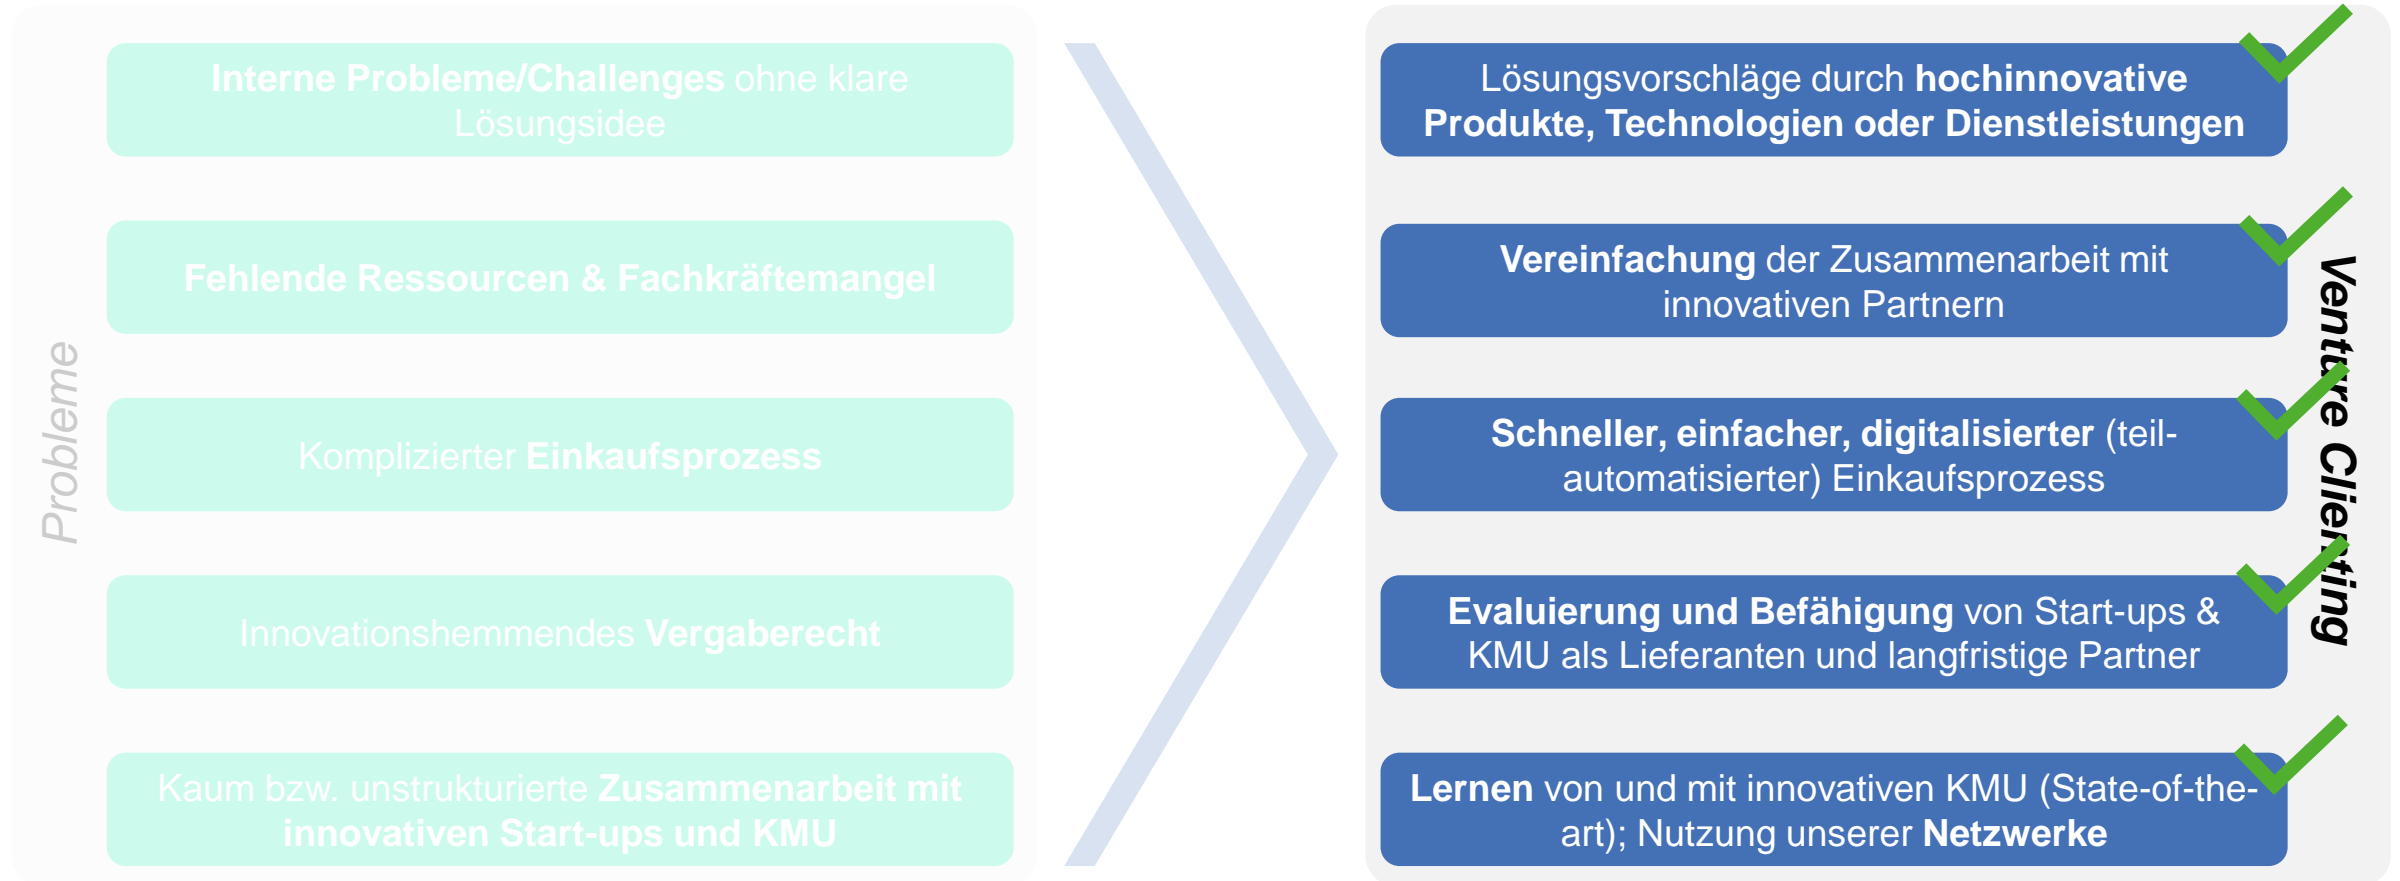 Probleme
Interne Probleme/Challenges ohne klare
Lösungsidee
Fehlende Ressourcen & Fachkräftemangel
Komplizierter Einkaufsprozess
Innovationshemmendes Vergaberecht
Kaum bzw. unstrukturierte Zusammenarbeit mit
innovativen Start-ups und KMU
Lösungsvorschläge durch hochinnovative
Produkte, Technologien oder Dienstleistungen
Vereinfachung der Zusammenarbeit mit
innovativen Partnern
Schneller, einfacher, digitalisierter (teil-
automatisierter) Einkaufsprozess
Evaluierung und Befähigung von Start-ups &
KMU als Lieferanten und langfristige Partner
Lernen von und mit innovativen KMU (State-of-the-
art); Nutzung unserer Netzwerke
Venture Clienting